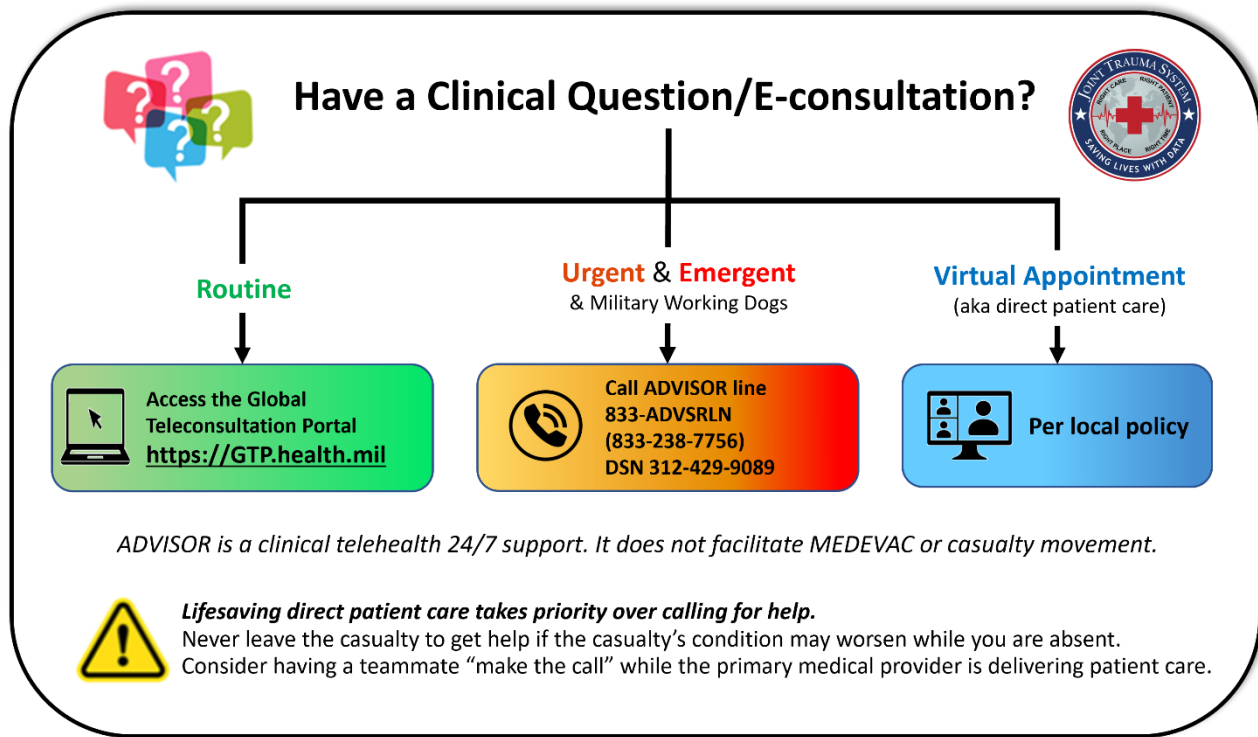 Have a Clinical Question/E-consultation?
JOINT TRAUMA SYSTEM
RIGHT CARE
RIGHT PATIENT
RIGHT PLACE
RIGHT TIME
SAVING LIVES WITH DATA
? ? ? ?
Routine
Access the Global
Teleconsultation Portal
https://GTP.health.mil
Urgent & Emergent
& Military Working Dogs
Call ADVISOR line
833-ADVSRLN
(833-238-7756)
DSN 312-429-9089
Virtual Appointment
(aka direct patient care)
Per local policy
ADVISOR is a clinical telehealth 24/7 support. It does not facilitate MEDEVAC or casualty movement.
Lifesaving direct patient care takes priority over calling for help.
Never leave the casualty to get help if the casualty’s condition may worsen while you are absent.
Consider having a teammate “make the call” while the primary medical provider is delivering patient care.